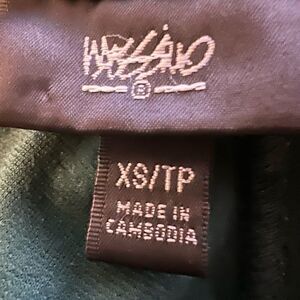 Mossimo
®
XS/TP
MADE IN
CAMBODIA